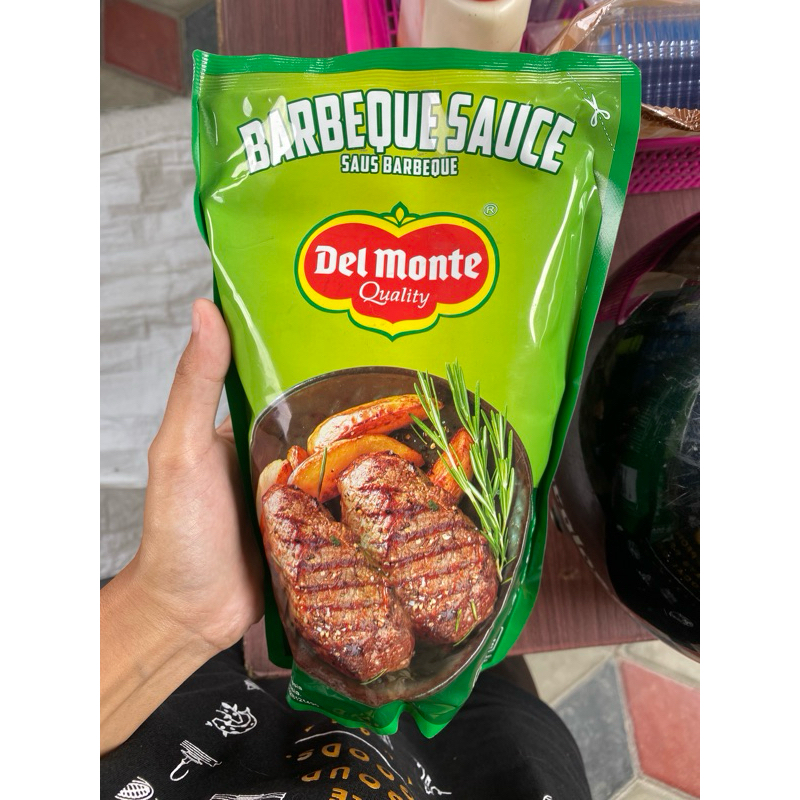 BARBEQUE SAUCE
SAUS BARBEQUE
®
Del Monte
Quality